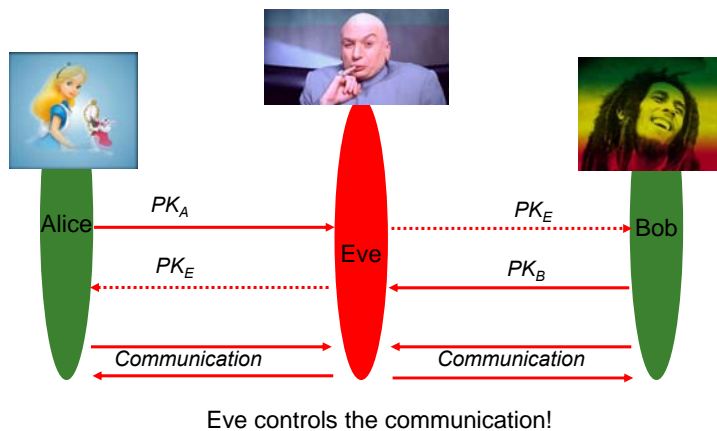 Alice
PK_A
Eve
PK_E
Bob
PK_E
PK_B
Communication
Communication
Eve controls the communication!